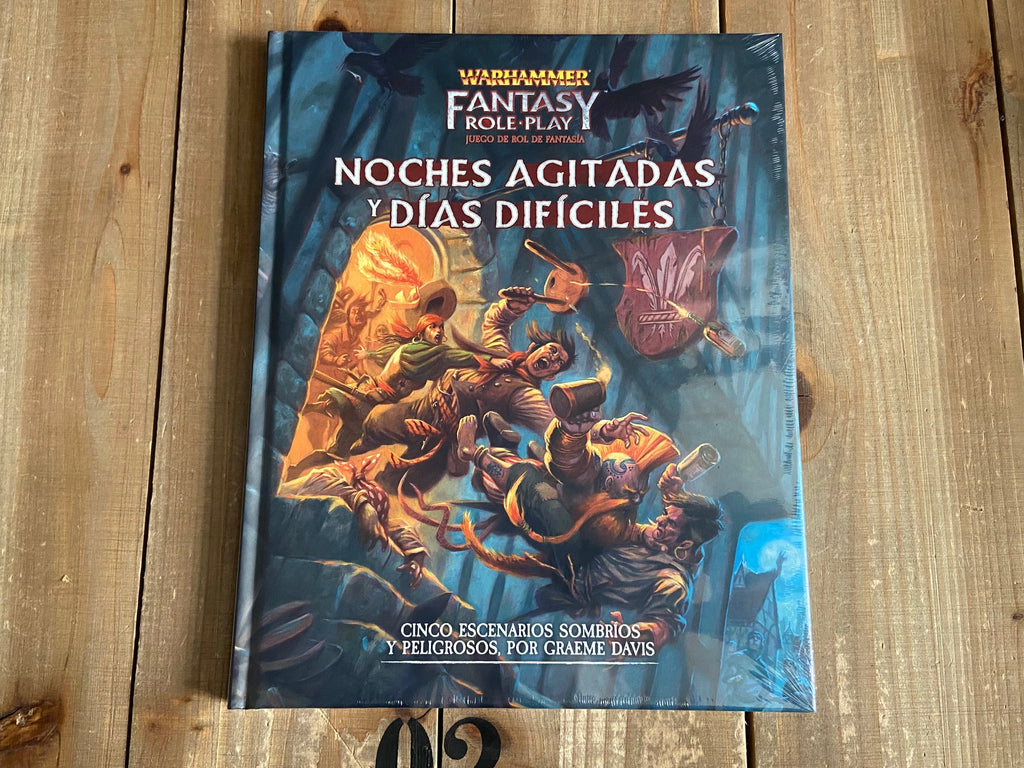 WARHAMMER
FANTASY
ROLE·PLAY
JUEGO DE ROL DE FANTASÍA
NOCHES AGITADAS
Y DÍAS DIFÍCILES
CINCO ESCENARIOS SOMBRÍOS
Y PELIGROSOS, POR GRAEME DAVIS
02